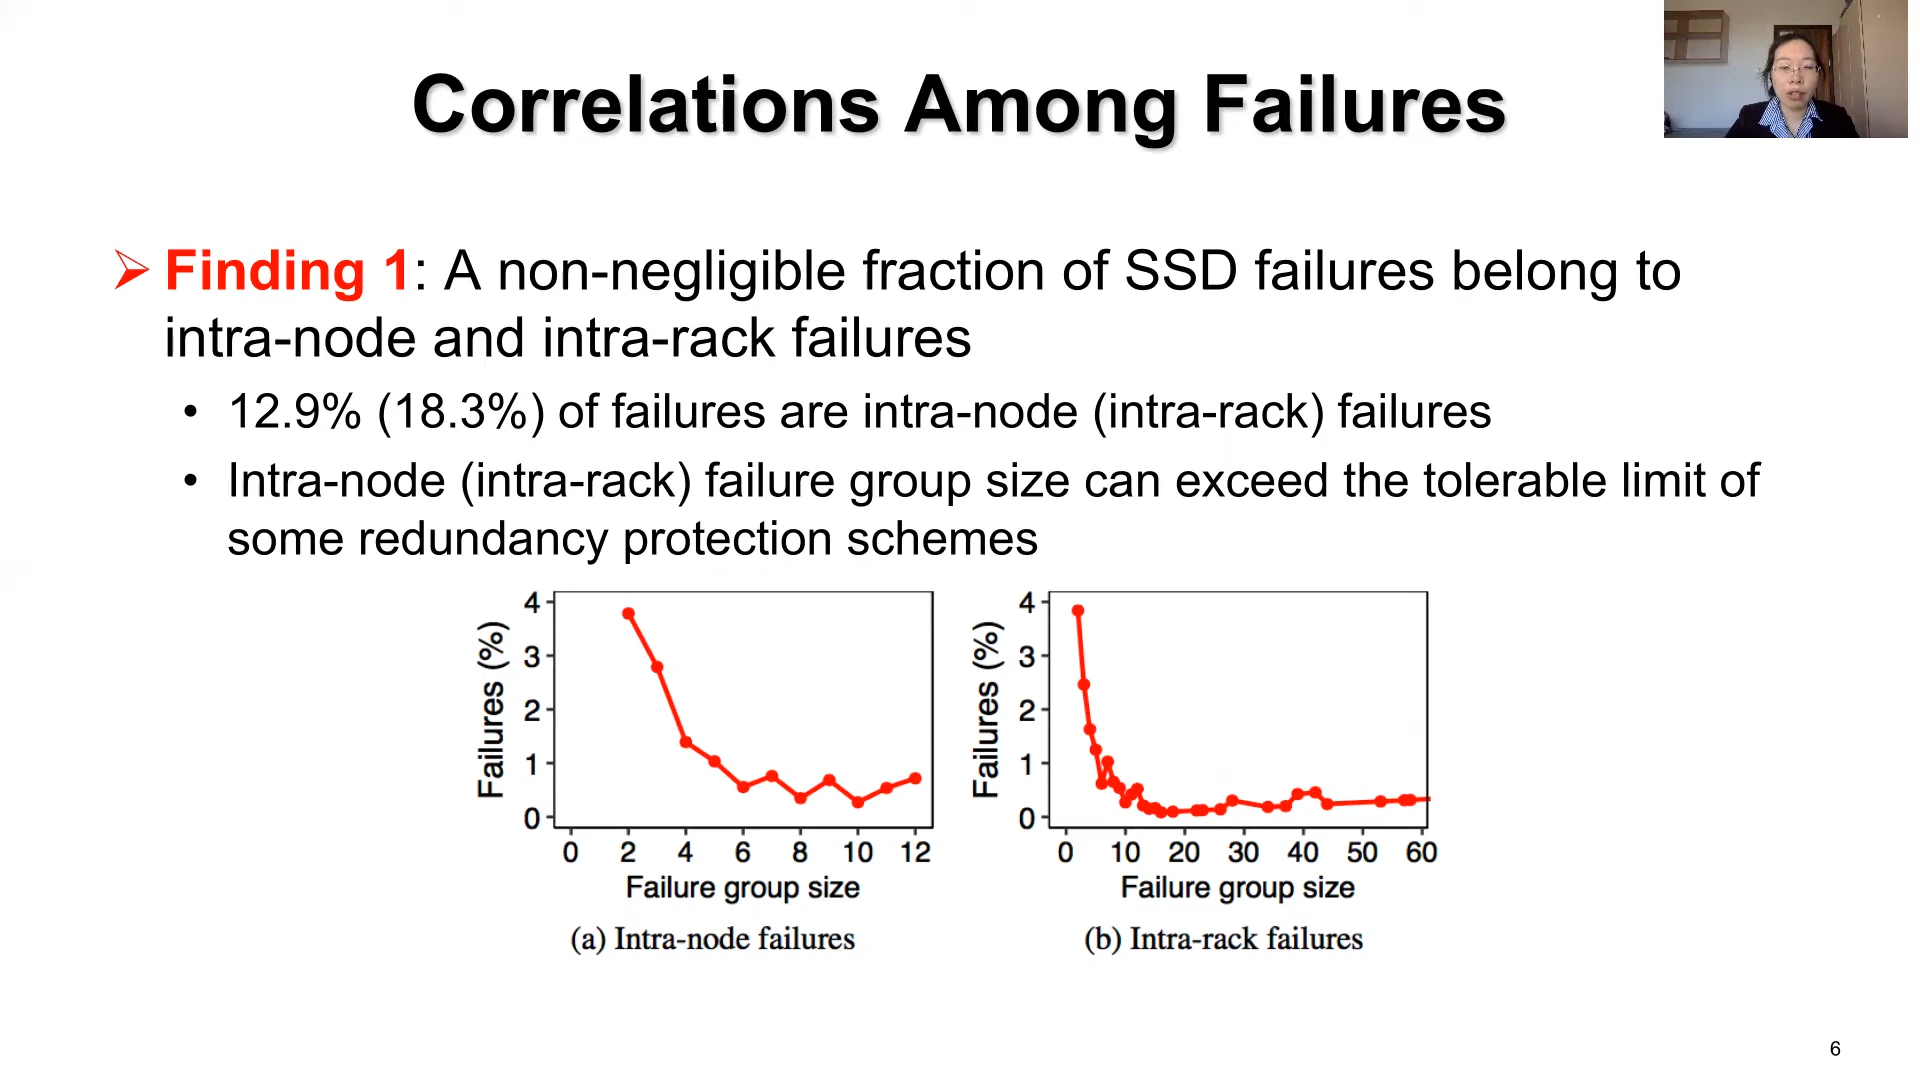 Correlations Among Failures
Finding 1: A non-negligible fraction of SSD failures belong to
intra-node and intra-rack failures
• 12.9% (18.3%) of failures are intra-node (intra-rack) failures
• Intra-node (intra-rack) failure group size can exceed the tolerable limit of
some redundancy protection schemes
Failures (%)
4
3
2
1
0
0 2 4 6 8 10 12
Failure group size
(a) Intra-node failures
Failures (%)
4
3
2
1
0
0 10 20 30 40 50 60
Failure group size
(b) Intra-rack failures
6